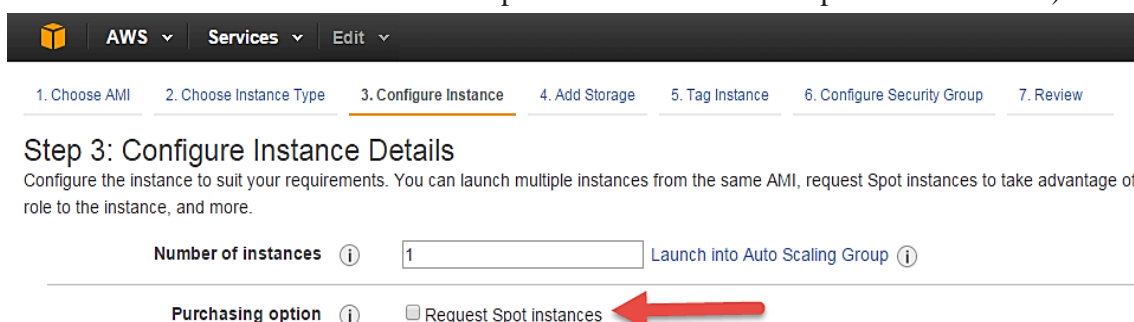 AWS Services Edit
1. Choose AMI 2. Choose Instance Type 3. Configure Instance 4. Add Storage 5. Tag Instance 6. Configure Security Group 7. Review
Step 3: Configure Instance Details
Configure the instance to suit your requirements. You can launch multiple instances from the same AMI, request Spot instances to take advantage of
role to the instance, and more.
Number of instances i 1 Launch into Auto Scaling Group i
Purchasing option i Request Spot instances